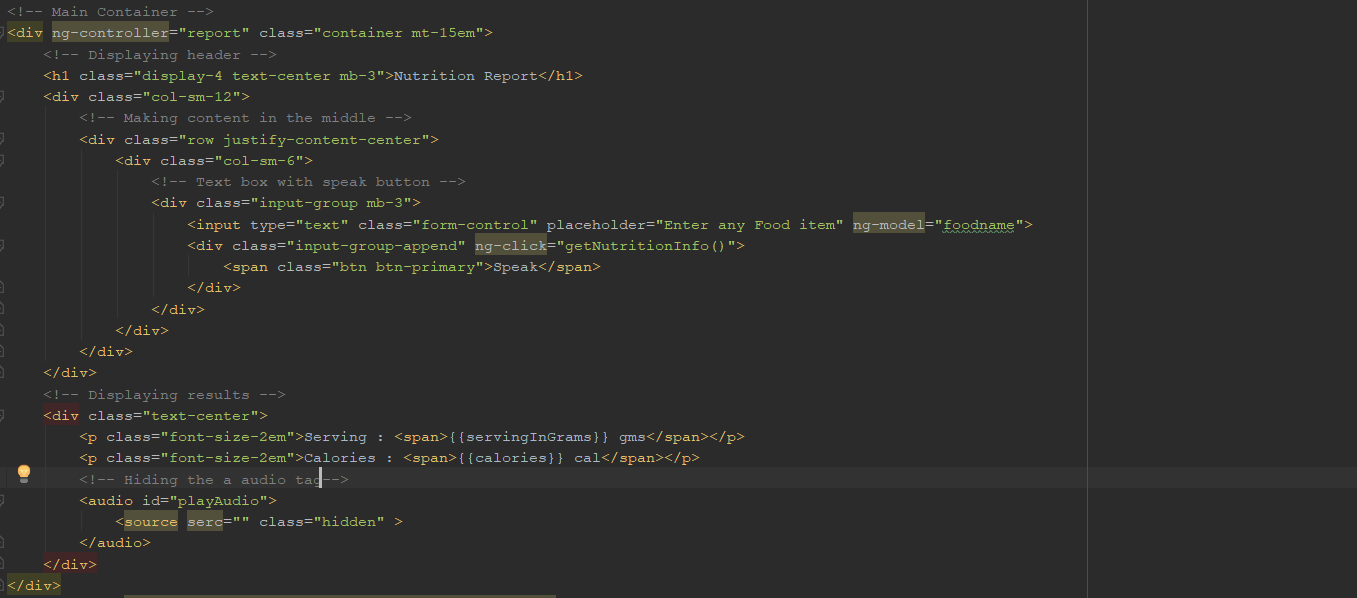 <!-- Main Container -->
<div ng-controller="report" class="container mt-15em">
    <!-- Displaying header -->
    <h1 class="display-4 text-center mb-3">Nutrition Report</h1>
    <div class="col-sm-12">
        <!-- Making content in the middle -->
        <div class="row justify-content-center">
            <div class="col-sm-6">
                <!-- Text box with speak button -->
                <div class="input-group mb-3">
                    <input type="text" class="form-control" placeholder="Enter any Food item" ng-model="foodname">
                    <div class="input-group-append" ng-click="getNutritionInfo()">
                        <span class="btn btn-primary">Speak</span>
                    </div>
                </div>
            </div>
        </div>
    </div>
    <!-- Displaying results -->
    <div class="text-center">
        <p class="font-size-2em">Serving : <span>{{servingInGrams}} gms</span></p>
        <p class="font-size-2em">Calories : <span>{{calories}} cal</span></p>
        <!-- Hiding the a audio tag-->
        <audio id="playAudio">
            <source serc="" class="hidden" >
        </audio>
    </div>
</div>